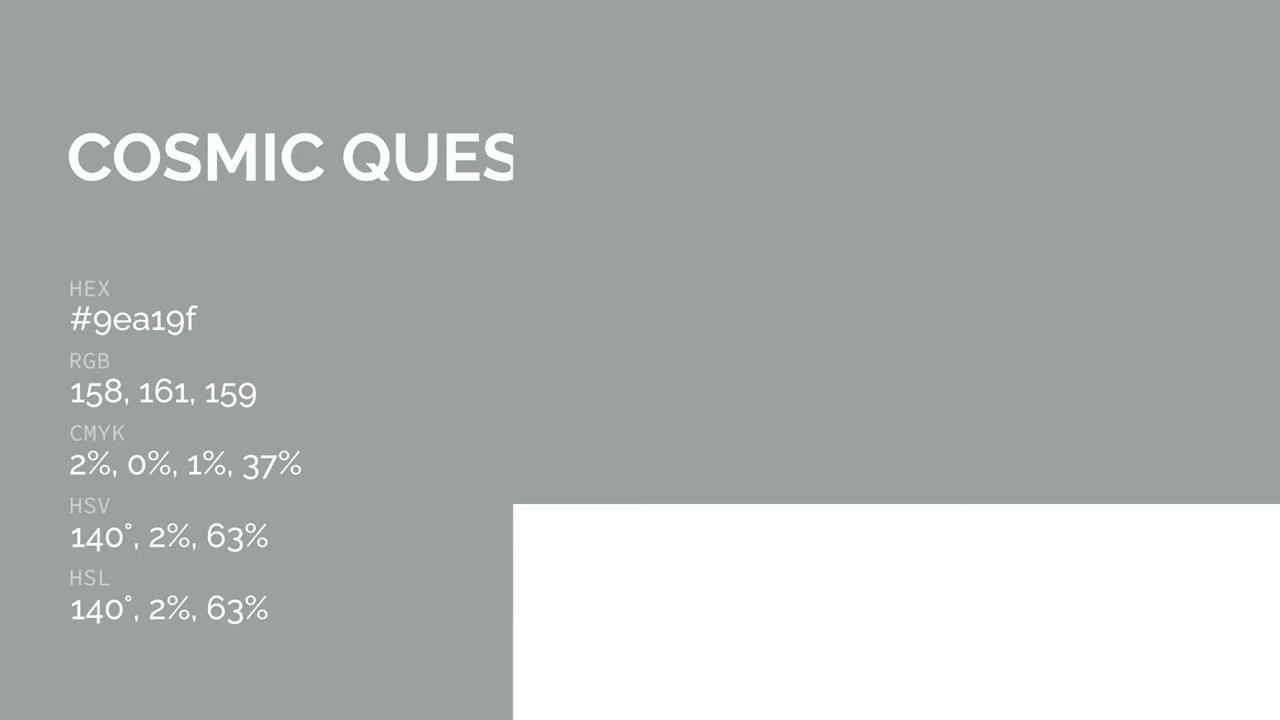 COSMIC QUES
HEX
#9ea19f
RGB
158, 161, 159
CMYK
2%, 0%, 1%, 37%
HSV
140°, 2%, 63%
HSL
140°, 2%, 63%